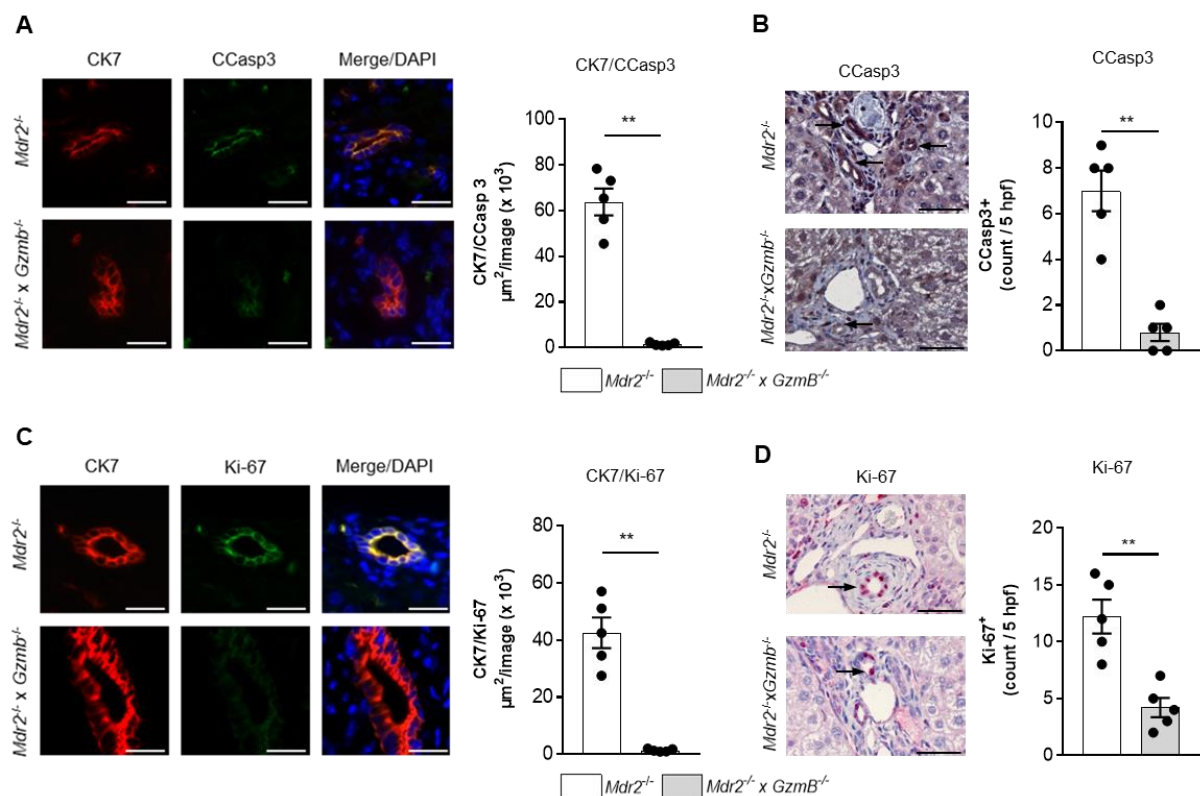 A
CK7 CCasp3 Merge/DAPI
Mdr2-/-
Mdr2-/- x Gzmb-/-
CK7/CCasp3
**
CK7/CCasp 3
µm2/image (x 103)
100
80
60
40
20
0
B
CCasp3
Mdr2-/-
Mdr2-/-xGzmb-/-
CCasp3
**
CCasp3+
(count / 5 hpf)
10
8
6
4
2
0
Mdr2-/- Mdr2-/- x GzmB-/-
C
CK7 Ki-67 Merge/DAPI
Mdr2-/-
Mdr2-/- x Gzmb-/-
CK7/Ki-67
**
CK7/Ki-67
µm2/image (x 103)
80
60
40
20
0
D
Ki-67
Mdr2-/-
Mdr2-/-xGzmb-/-
Ki-67
**
Ki-67+
(count / 5 hpf)
20
15
10
5
0
Mdr2-/- Mdr2-/- x GzmB-/-